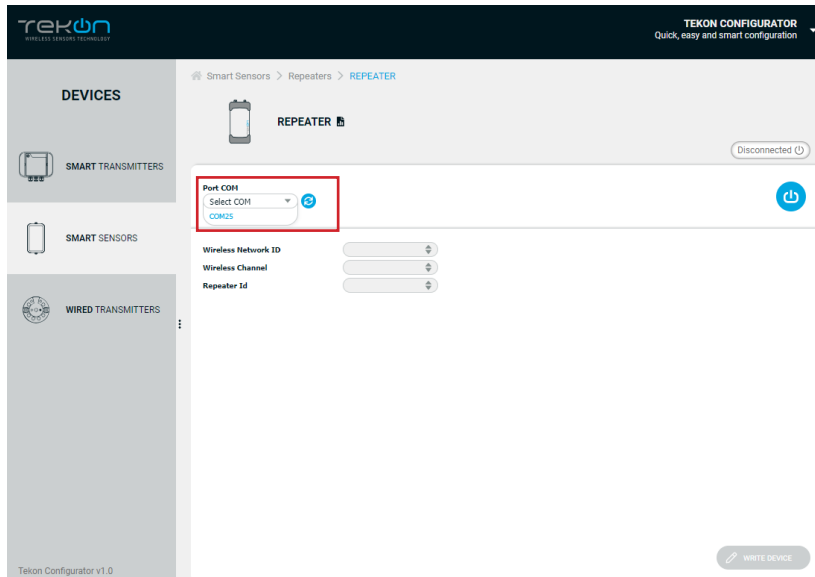 TEKON
WIRELESS SENSORS TECHNOLOGY
TEKON CONFIGURATOR
Quick, easy and smart configuration
DEVICES
SMART TRANSMITTERS
SMART SENSORS
WIRED TRANSMITTERS
Tekon Configurator v1.0
Smart Sensors > Repeaters > REPEATER
REPEATER
Disconnected
Port COM
Select COM
COM25
Wireless Network ID
Wireless Channel
Repeater Id
WRITE DEVICE